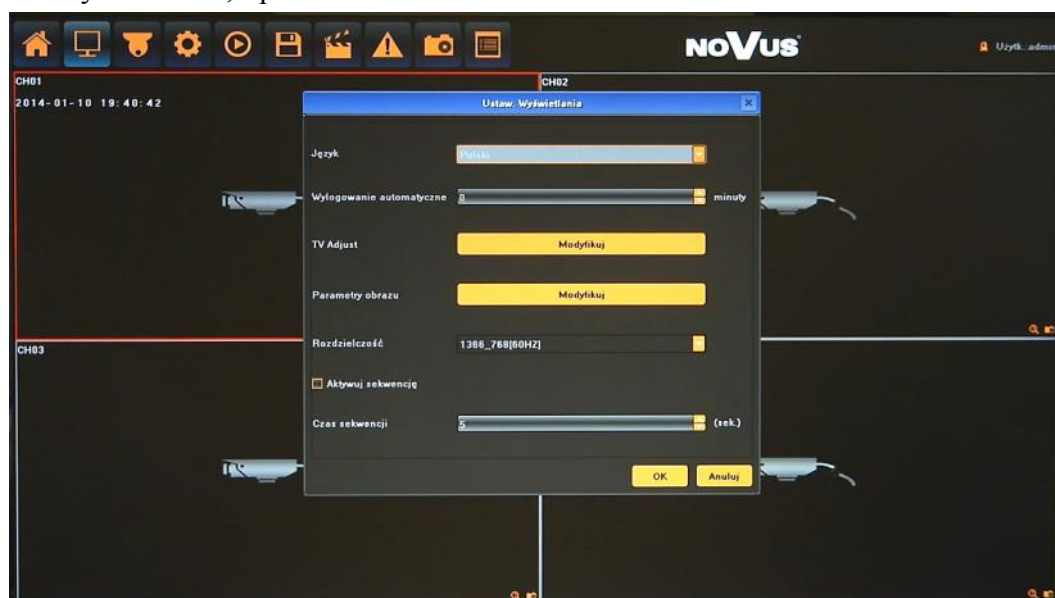 NOVUS
Użytk...admin
CH01
CH02
2014-01-10 19:40:42
Ustaw. Wyświetlania
Język
Polski
Wylogowanie automatyczne 0 minuty
TV Adjust Modyfikuj
Parametry obrazu Modyfikuj
Rozdzielczość 1366_768[60HZ]
Aktywuj sekwencję
Czas sekwencji 5 (sek.)
OK Anuluj
CH03